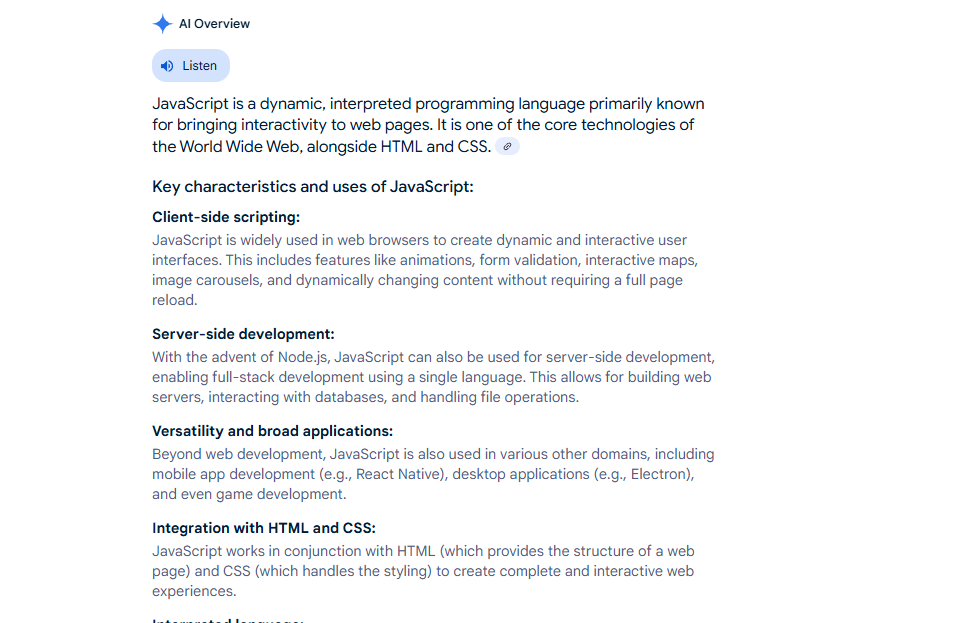 AI Overview
Listen
JavaScript is a dynamic, interpreted programming language primarily known
for bringing interactivity to web pages. It is one of the core technologies of
the World Wide Web, alongside HTML and CSS.
Key characteristics and uses of JavaScript:
Client-side scripting:
JavaScript is widely used in web browsers to create dynamic and interactive user
interfaces. This includes features like animations, form validation, interactive maps,
image carousels, and dynamically changing content without requiring a full page
reload.
Server-side development:
With the advent of Node.js, JavaScript can also be used for server-side development,
enabling full-stack development using a single language. This allows for building web
servers, interacting with databases, and handling file operations.
Versatility and broad applications:
Beyond web development, JavaScript is also used in various other domains, including
mobile app development (e.g., React Native), desktop applications (e.g., Electron),
and even game development.
Integration with HTML and CSS:
JavaScript works in conjunction with HTML (which provides the structure of a web
page) and CSS (which handles the styling) to create complete and interactive web
experiences.
Interpreted language: